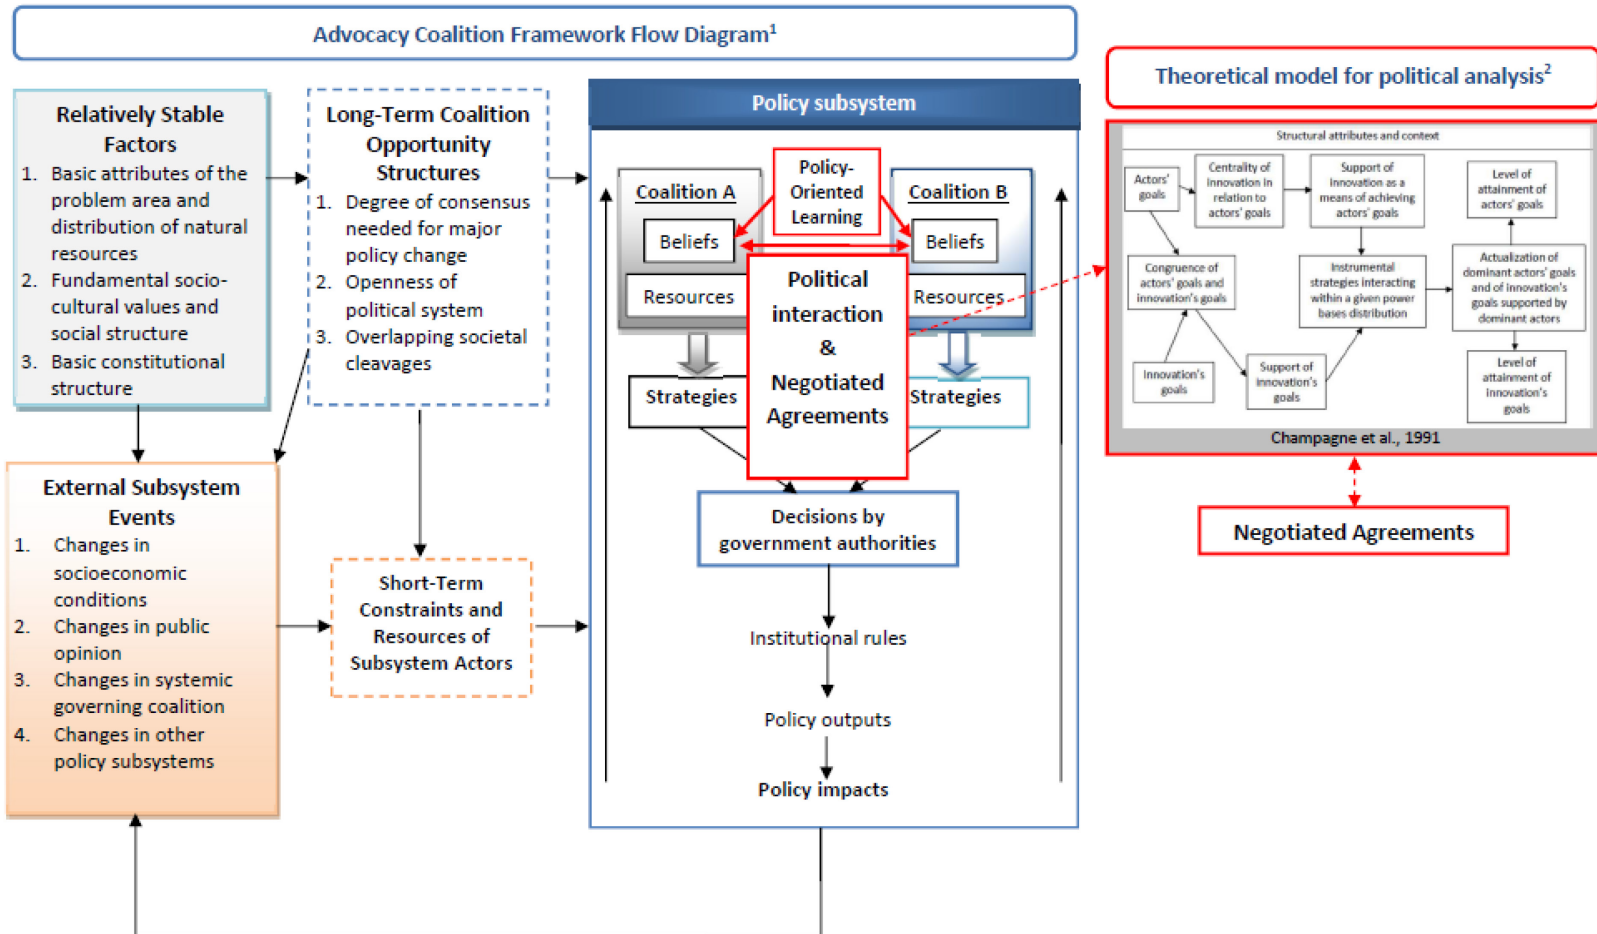 Advocacy Coalition Framework Flow Diagram1
Theoretical model for political analysis2
Relatively Stable
Factors
1. Basic attributes of the
problem area and
distribution of natural
resources
2. Fundamental socio-
cultural values and
social structure
3. Basic constitutional
structure
Long-Term Coalition
Opportunity
Structures
1. Degree of consensus
needed for major
policy change
2. Openness of
political system
3. Overlapping societal
cleavages
External Subsystem
Events
1. Changes in
socioeconomic
conditions
2. Changes in public
opinion
3. Changes in systemic
governing coalition
4. Changes in other
policy subsystems
Short-Term
Constraints and
Resources of
Subsystem Actors
Policy subsystem
Coalition A
Beliefs
Resources
Strategies
Policy-
Oriented
Learning
Coalition B
Beliefs
Resources
Strategies
Political
interaction
&
Negotiated
Agreements
Decisions by
government authorities
Institutional rules
Policy outputs
Policy impacts
Structural attributes and context
Actors'
goals
Centrality of
innovation in
relation to
actors' goals
Support of
innovation as a
means of achieving
actors' goals
Level of
attainment of
actors' goals
Congruence of
actors' goals and
innovation's goals
Instrumental
strategies interacting
within a given power
bases distribution
Actualization of
dominant actors' goals
and of innovation's
goals supported by
dominant actors
Innovation's
goals
Support of
innovation's
goals
Level of
attainment of
innovation's
goals
Champagne et al., 1991
Negotiated Agreements